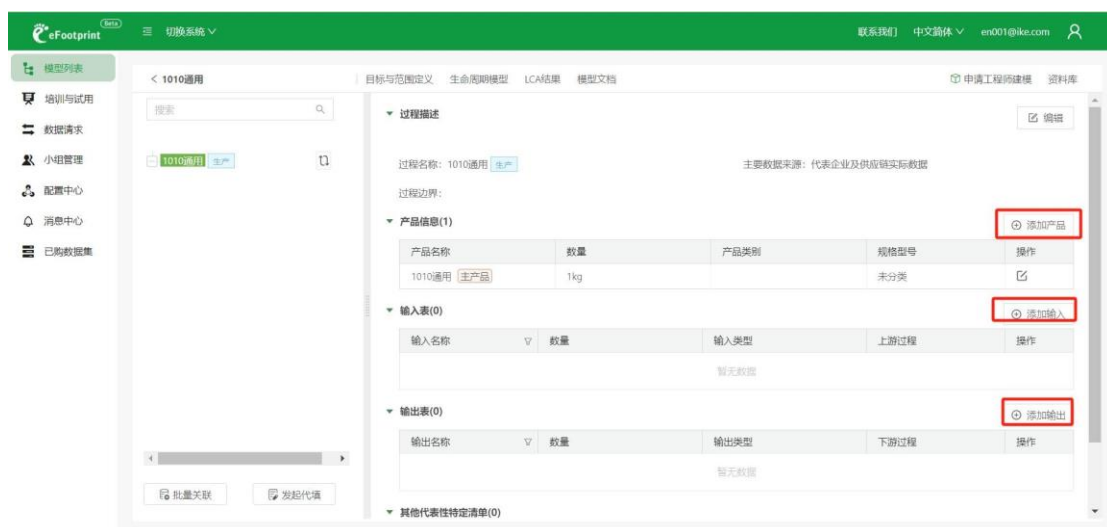 eFootprint (Beta) 切换系统 联系我们 中文简体 en001@ike.com
模型列表
培训与试用
数据请求
小组管理
配置中心
消息中心
已购数据集
< 1010通用 目标与范围定义 生命周期模型 LCA结果 模型文档 申请工程师建模 资料库
搜索
1010通用 生产
批量关联 发起代填
过程描述 编辑
过程名称: 1010通用 生产 主要数据来源: 代表企业及供应链实际数据
过程边界:
产品信息(1) 添加产品
产品名称 数量 产品类别 规格型号 操作
1010通用 主产品 1kg 未分类
输入表(0) 添加输入
输入名称 数量 输入类型 上游过程 操作
暂无数据
输出表(0) 添加输出
输出名称 数量 输出类型 下游过程 操作
暂无数据
其他代表性特定清单(0)